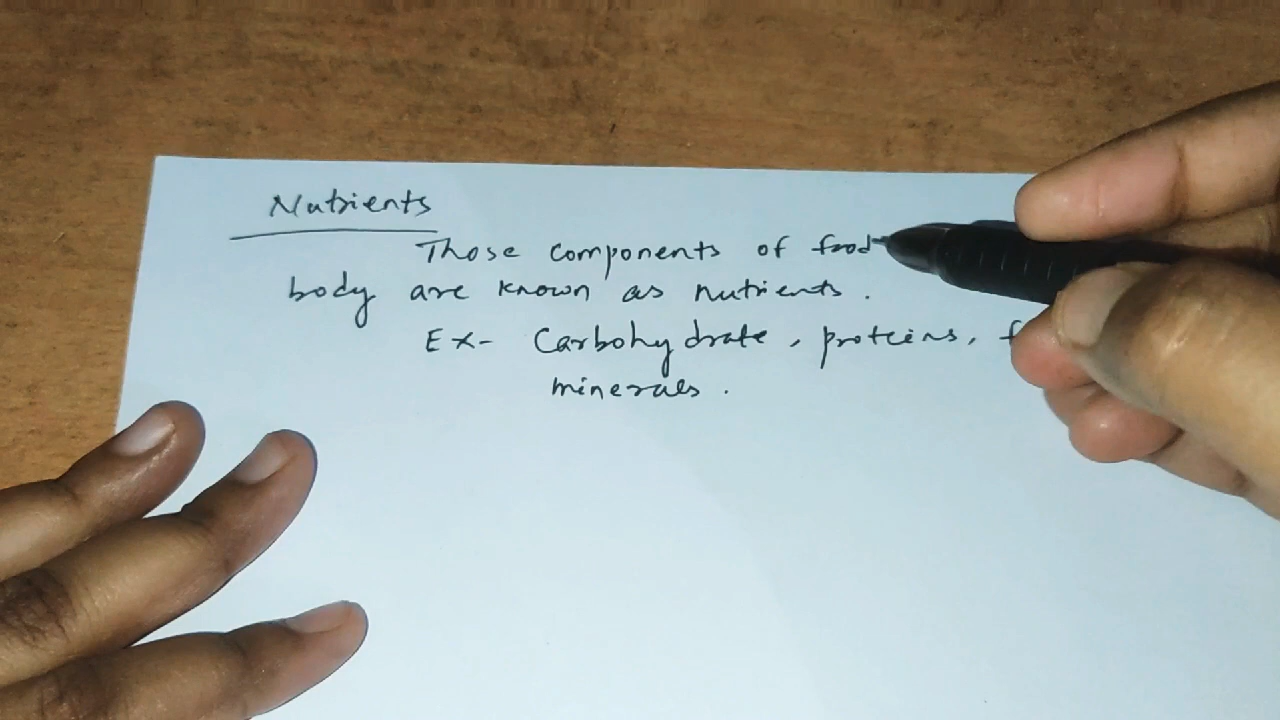 Nutrients
Those components of food
body are known as nutrients.
Ex- Carbohydrate, proteins,
minerals.